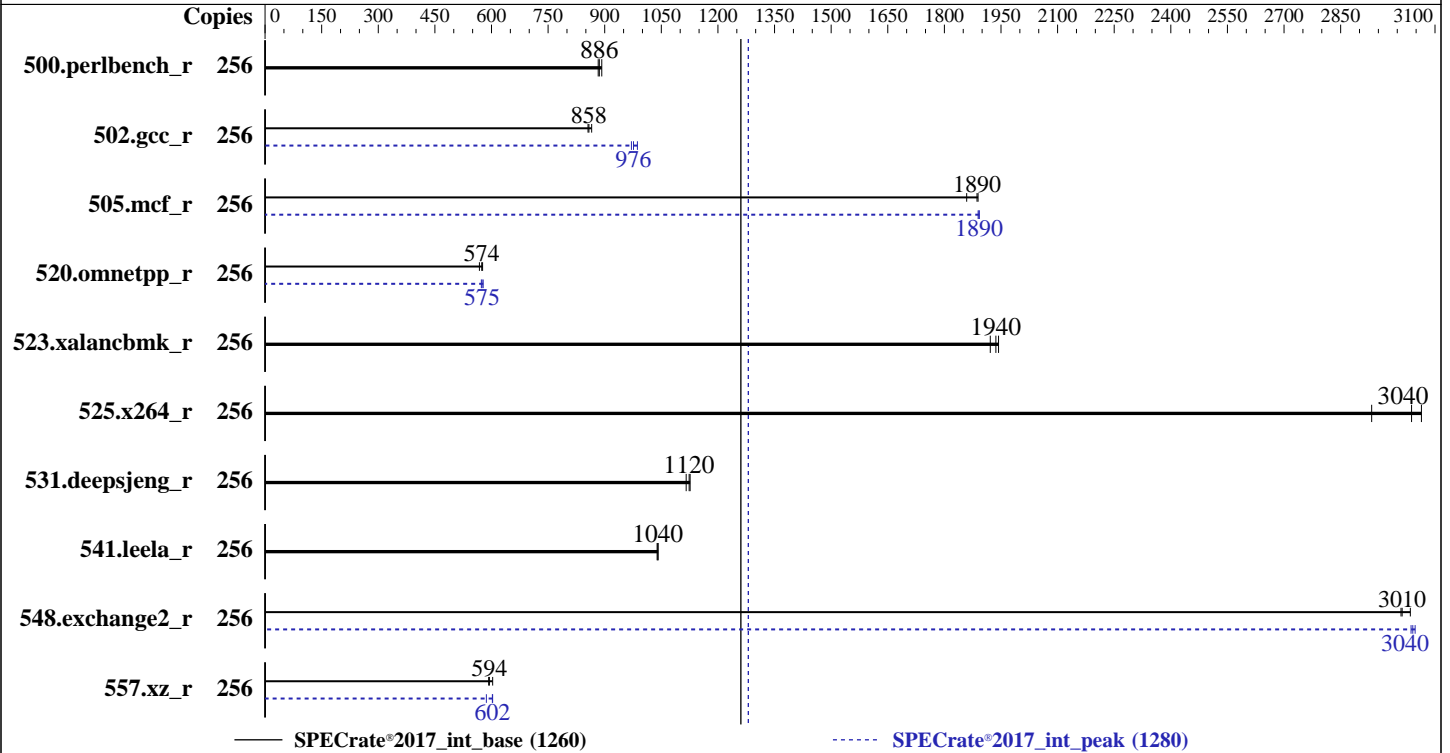 Copies 0 150 300 450 600 750 900 1050 1200 1350 1500 1650 1800 1950 2100 2250 2400 2550 2700 2850 3100
886
500.perlbench_r 256
858
502.gcc_r 256
976
1890
505.mcf_r 256
1890
574
520.omnetpp_r 256
575
1940
523.xalancbmk_r 256
3040
525.x264_r 256
1120
531.deepsjeng_r 256
1040
541.leela_r 256
3010
548.exchange2_r 256
3040
594
557.xz_r 256
602
SPECrate®2017_int_base (1260) SPECrate®2017_int_peak (1280)